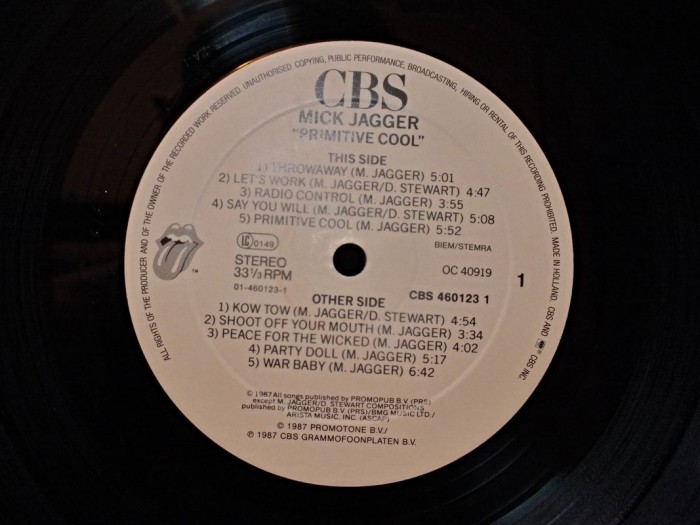 ALL RIGHTS OF THE PRODUCER AND OF THE OWNER OF THE RECORDED WORK RESERVED. UNAUTHORISED COPYING, PUBLIC PERFORMANCE, BROADCASTING, HIRING OR RENTAL OF THIS RECORDING PROHIBITED. MADE IN HOLLAND. CBS AND ® CBS INC.
CBS
MICK JAGGER
"PRIMITIVE COOL"
THIS SIDE
1) THROWAWAY (M. JAGGER) 5:01
2) LET'S WORK (M. JAGGER/D. STEWART) 4:47
3) RADIO CONTROL (M. JAGGER) 3:55
4) SAY YOU WILL (M. JAGGER/D. STEWART) 5:08
5) PRIMITIVE COOL (M. JAGGER) 5:52
BIEM/STEMRA
LC 0149
STEREO
33 1/3 RPM
OC 40919
1
TM
01-460123-1
CBS 460123 1
OTHER SIDE
1) KOW TOW (M. JAGGER/D. STEWART) 4:54
2) SHOOT OFF YOUR MOUTH (M. JAGGER) 3:34
3) PEACE FOR THE WICKED (M. JAGGER) 4:02
4) PARTY DOLL (M. JAGGER) 5:17
5) WAR BABY (M. JAGGER) 6:42
© 1987 All songs published by PROMOPUB B.V. (PRS)
except M. JAGGER/D. STEWART COMPOSITIONS
published by PROMOPUB B.V. (PRS)/BMG MUSIC LTD./
ARISTA MUSIC, INC. (ASCAP)
© 1987 PROMOTONE B.V./
℗ 1987 CBS GRAMMOFOONPLATEN B.V.